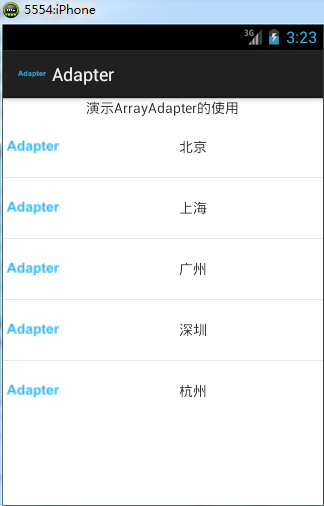 5554:iPhone
3G 3:23
Adapter Adapter
演示ArrayAdapter的使用
Adapter 北京
Adapter 上海
Adapter 广州
Adapter 深圳
Adapter 杭州